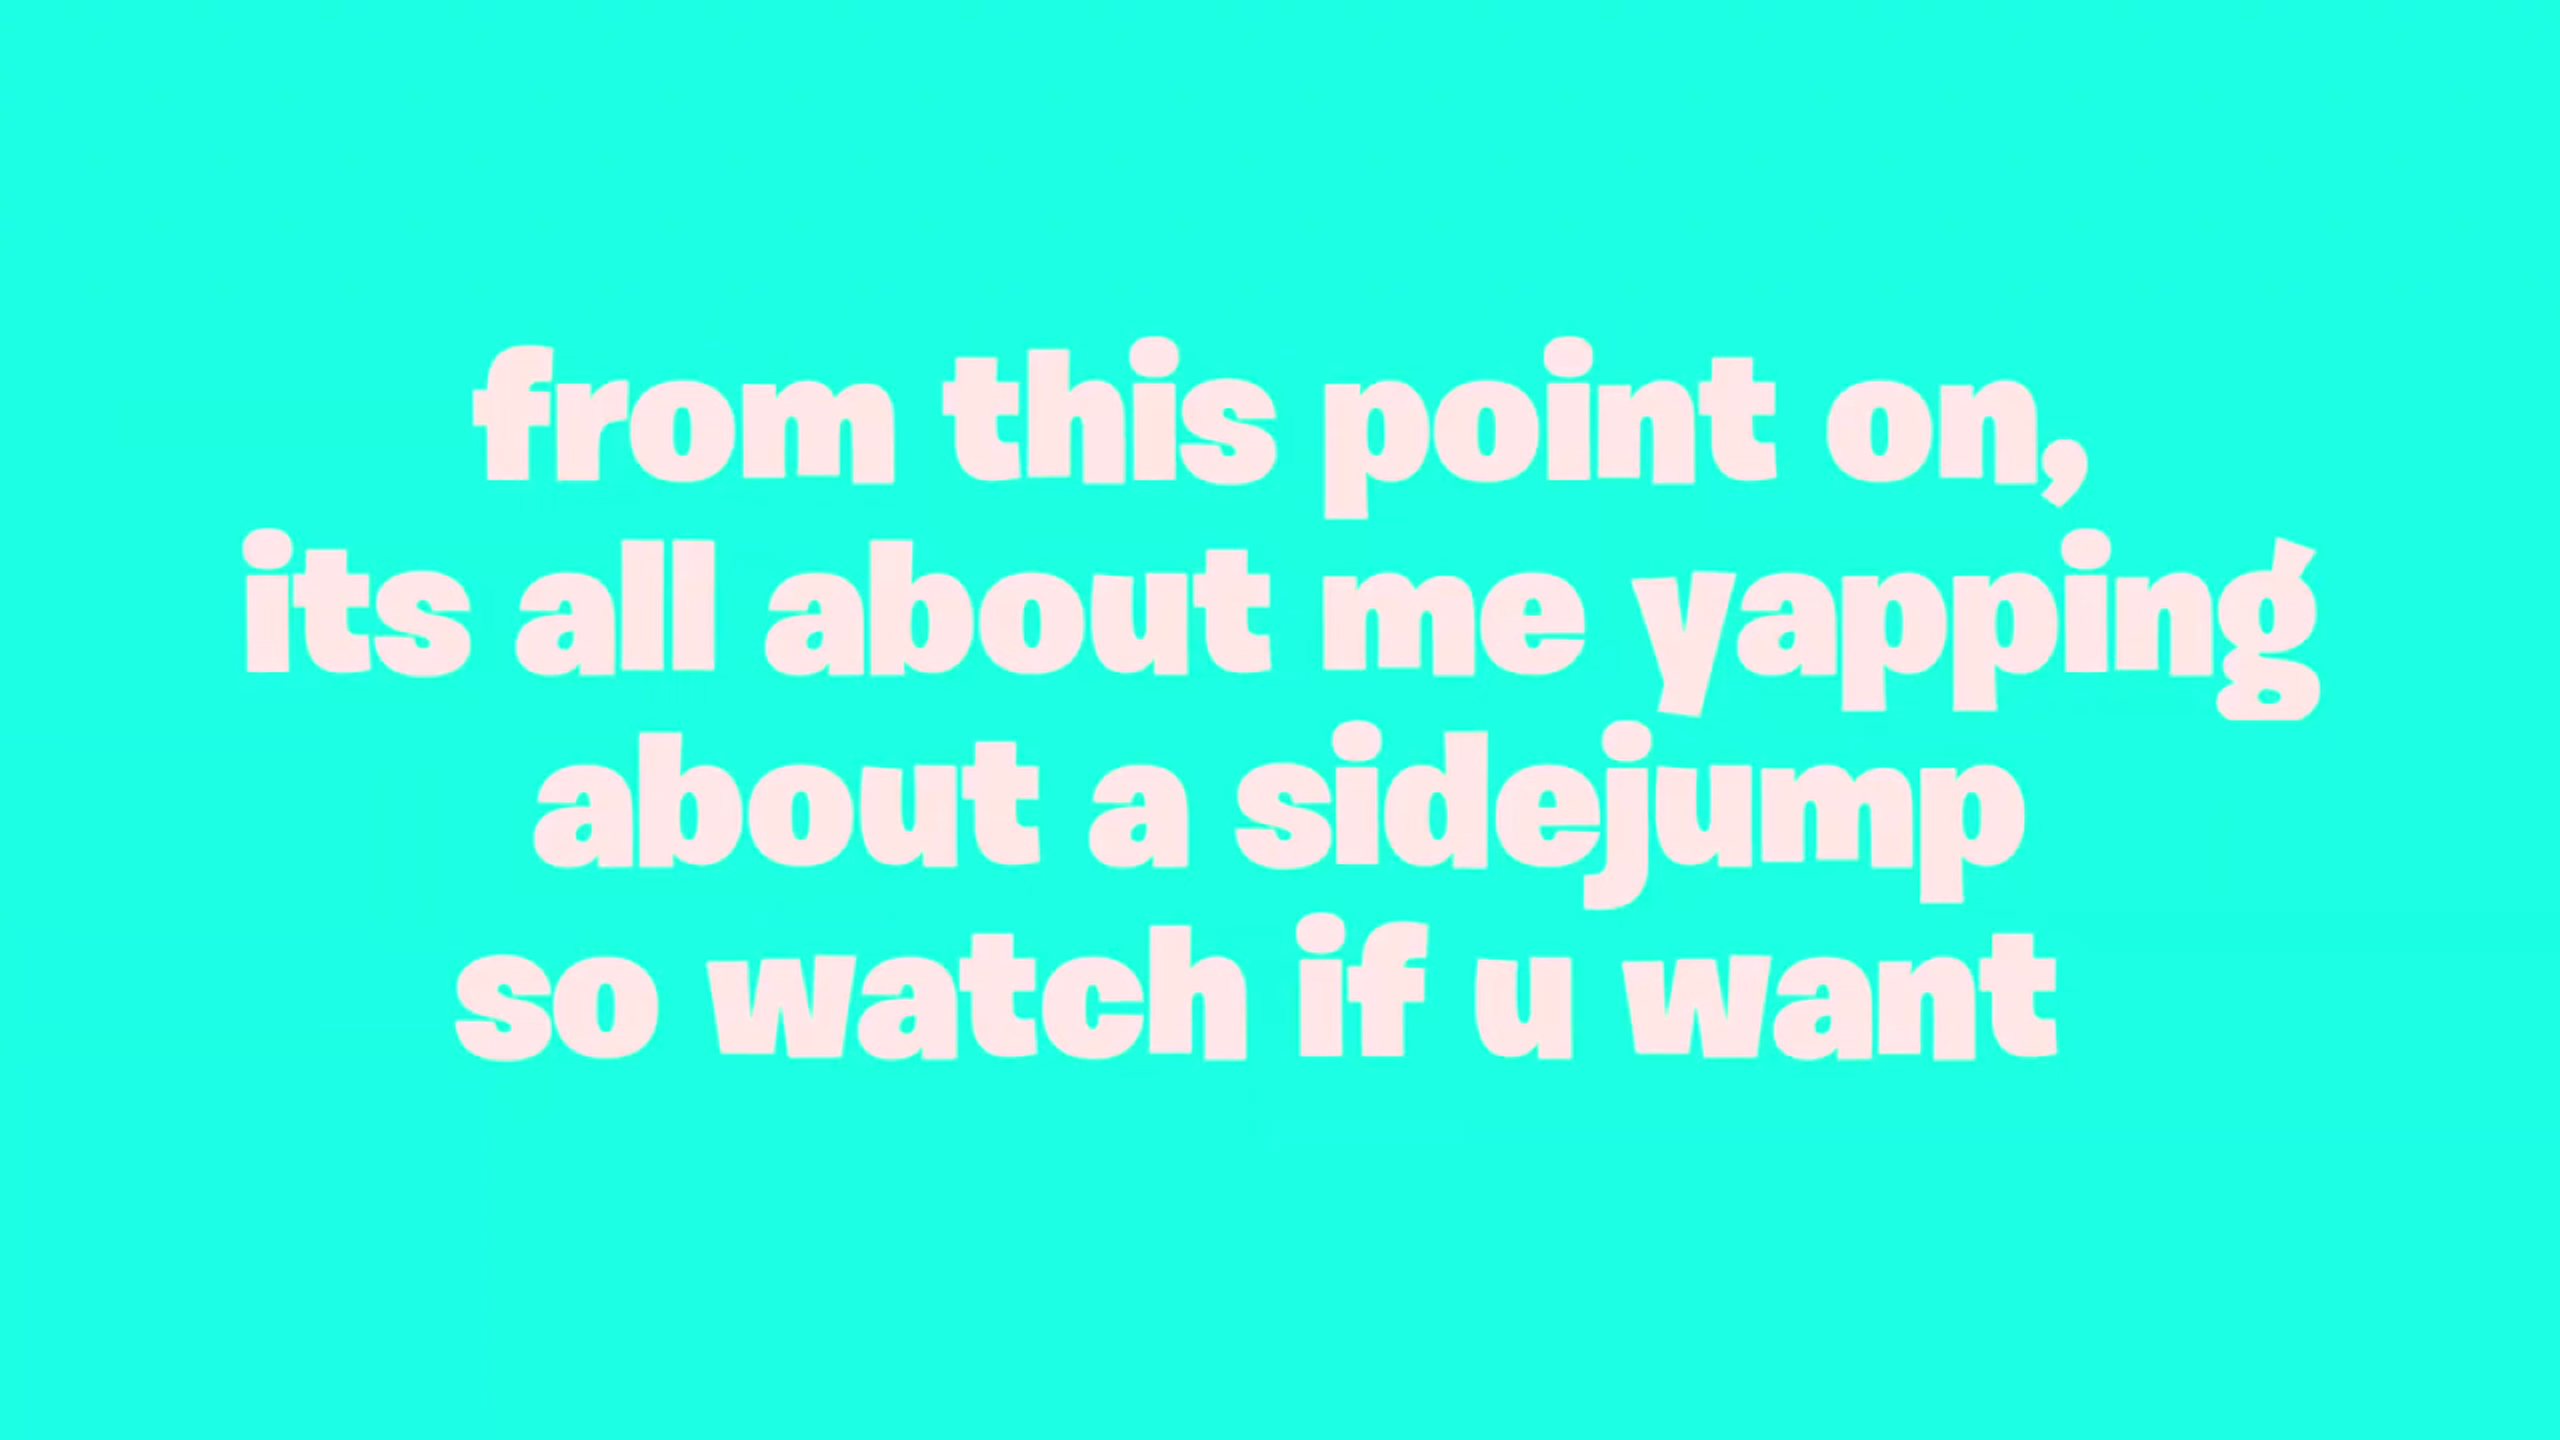 from this point on,
its all about me yapping
about a sidejump
so watch if u want